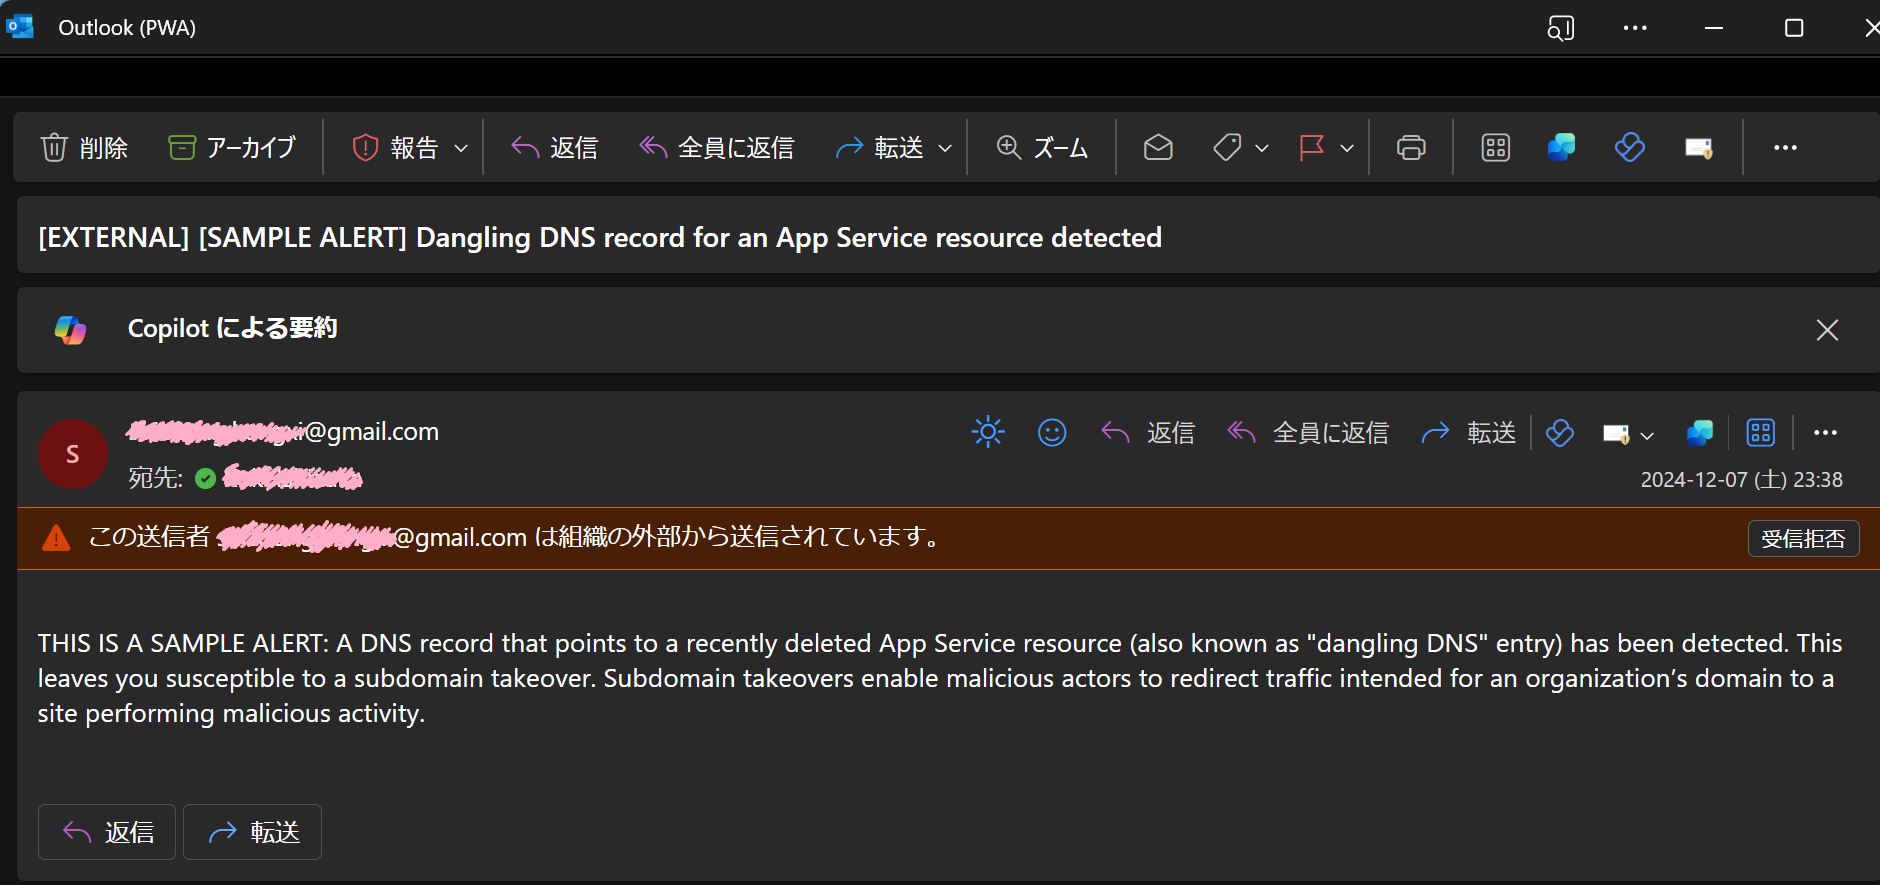 Outlook (PWA)
削除 アーカイブ 報告 返信 全員に返信 転送 ズーム
[EXTERNAL] [SAMPLE ALERT] Dangling DNS record for an App Service resource detected
Copilot による要約
S
@gmail.com
返信 全員に返信 転送
宛先:
2024-12-07 (土) 23:38
この送信者 @gmail.com は組織の外部から送信されています。
受信拒否
THIS IS A SAMPLE ALERT: A DNS record that points to a recently deleted App Service resource (also known as "dangling DNS" entry) has been detected. This
leaves you susceptible to a subdomain takeover. Subdomain takeovers enable malicious actors to redirect traffic intended for an organization’s domain to a
site performing malicious activity.
返信 転送